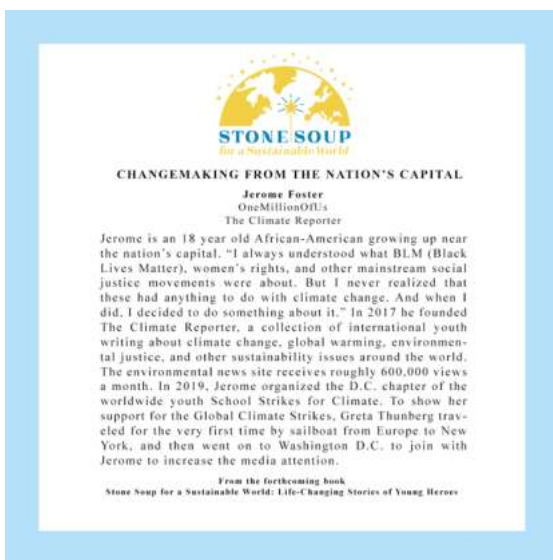 STONE SOUP
for a Sustainable World
CHANGEMAKING FROM THE NATION'S CAPITAL
Jerome Foster
OneMillionOfUs
The Climate Reporter
Jerome is an 18 year old African-American growing up near
the nation's capital. “I always understood what BLM (Black
Lives Matter), women's rights, and other mainstream social
justice movements were about. But I never realized that
these had anything to do with climate change. And when I
did, I decided to do something about it.” In 2017 he founded
The Climate Reporter, a collection of international youth
writing about climate change, global warming, environmen-
tal justice, and other sustainability issues around the world.
The environmental news site receives roughly 600,000 views
a month. In 2019, Jerome organized the D.C. chapter of the
worldwide youth School Strikes for Climate. To show her
support for the Global Climate Strikes, Greta Thunberg trav-
eled for the very first time by sailboat from Europe to New
York, and then went on to Washington D.C. to join with
Jerome to increase the media attention.
From the forthcoming book
Stone Soup for a Sustainable World: Life-Changing Stories of Young Heroes